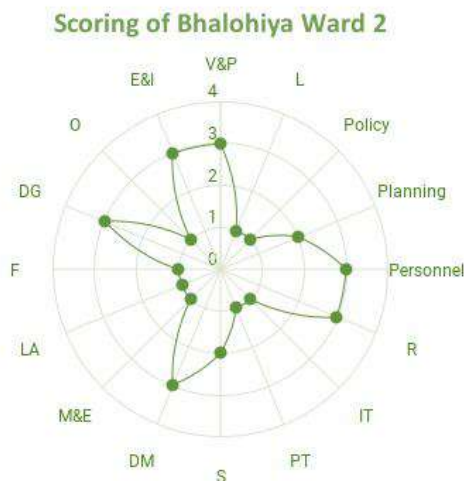 Scoring of Bhalohiya Ward 2
V&P
E&I
L
4
O
Policy
3
DG
2
Planning
1
F
0
Personnel
LA
R
M&E
IT
DM
PT
S